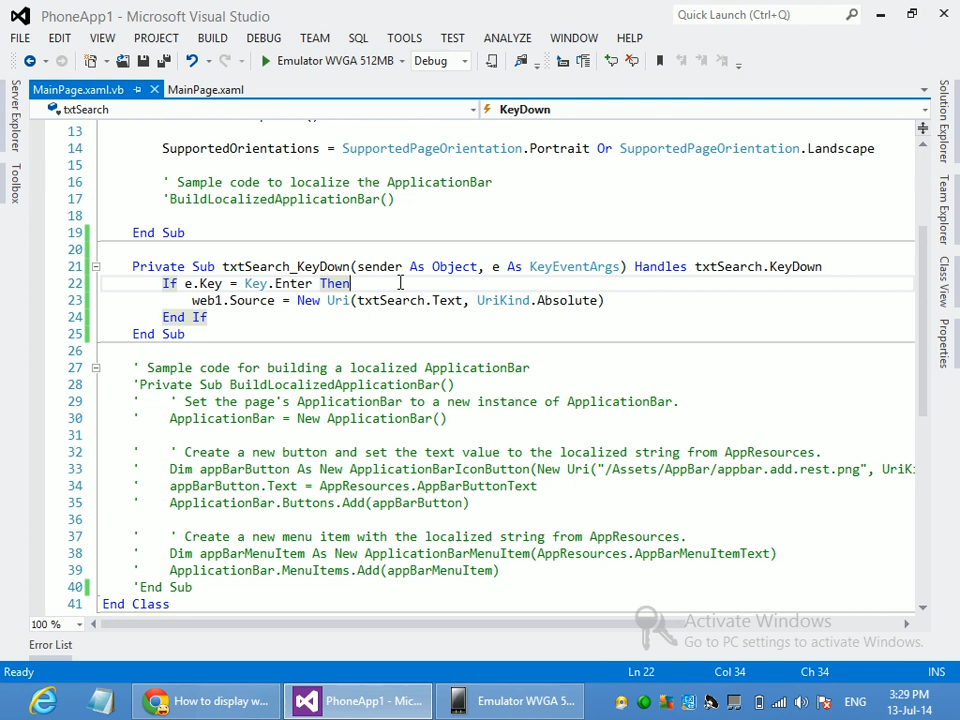 PhoneApp1 - Microsoft Visual Studio
Quick Launch (Ctrl+Q)
FILE EDIT VIEW PROJECT BUILD DEBUG TEAM SQL TOOLS TEST ANALYZE WINDOW HELP
Emulator WVGA 512MB Debug
MainPage.xaml.vb MainPage.xaml
txtSearch KeyDown
Server Explorer
Toolbox
Solution Explorer
Team Explorer
Class View
Properties
13
14 SupportedOrientations = SupportedPageOrientation.Portrait Or SupportedPageOrientation.Landscape
15
16 ' Sample code to localize the ApplicationBar
17 'BuildLocalizedApplicationBar()
18
19 End Sub
20
21 Private Sub txtSearch_KeyDown(sender As Object, e As KeyEventArgs) Handles txtSearch.KeyDown
22 If e.Key = Key.Enter Then
23 web1.Source = New Uri(txtSearch.Text, UriKind.Absolute)
24 End If
25 End Sub
26
27 ' Sample code for building a localized ApplicationBar
28 'Private Sub BuildLocalizedApplicationBar()
29 ' ' Set the page's ApplicationBar to a new instance of ApplicationBar.
30 ' ApplicationBar = New ApplicationBar()
31
32 ' ' Create a new button and set the text value to the localized string from AppResources.
33 ' Dim appBarButton As New ApplicationBarIconButton(New Uri("/Assets/AppBar/appbar.add.rest.png", UriKi
34 ' appBarButton.Text = AppResources.AppBarButtonText
35 ' ApplicationBar.Buttons.Add(appBarButton)
36
37 ' ' Create a new menu item with the localized string from AppResources.
38 ' Dim appBarMenuItem As New ApplicationBarMenuItem(AppResources.AppBarMenuItemText)
39 ' ApplicationBar.MenuItems.Add(appBarMenuItem)
40 'End Sub
41 End Class
100 %
Activate Windows
Go to PC settings to activate Windows.
Error List
Ready Ln 22 Col 34 Ch 34 INS
How to display w... PhoneApp1 - Mic... Emulator WVGA 5... ENG 3:29 PM
13-Jul-14